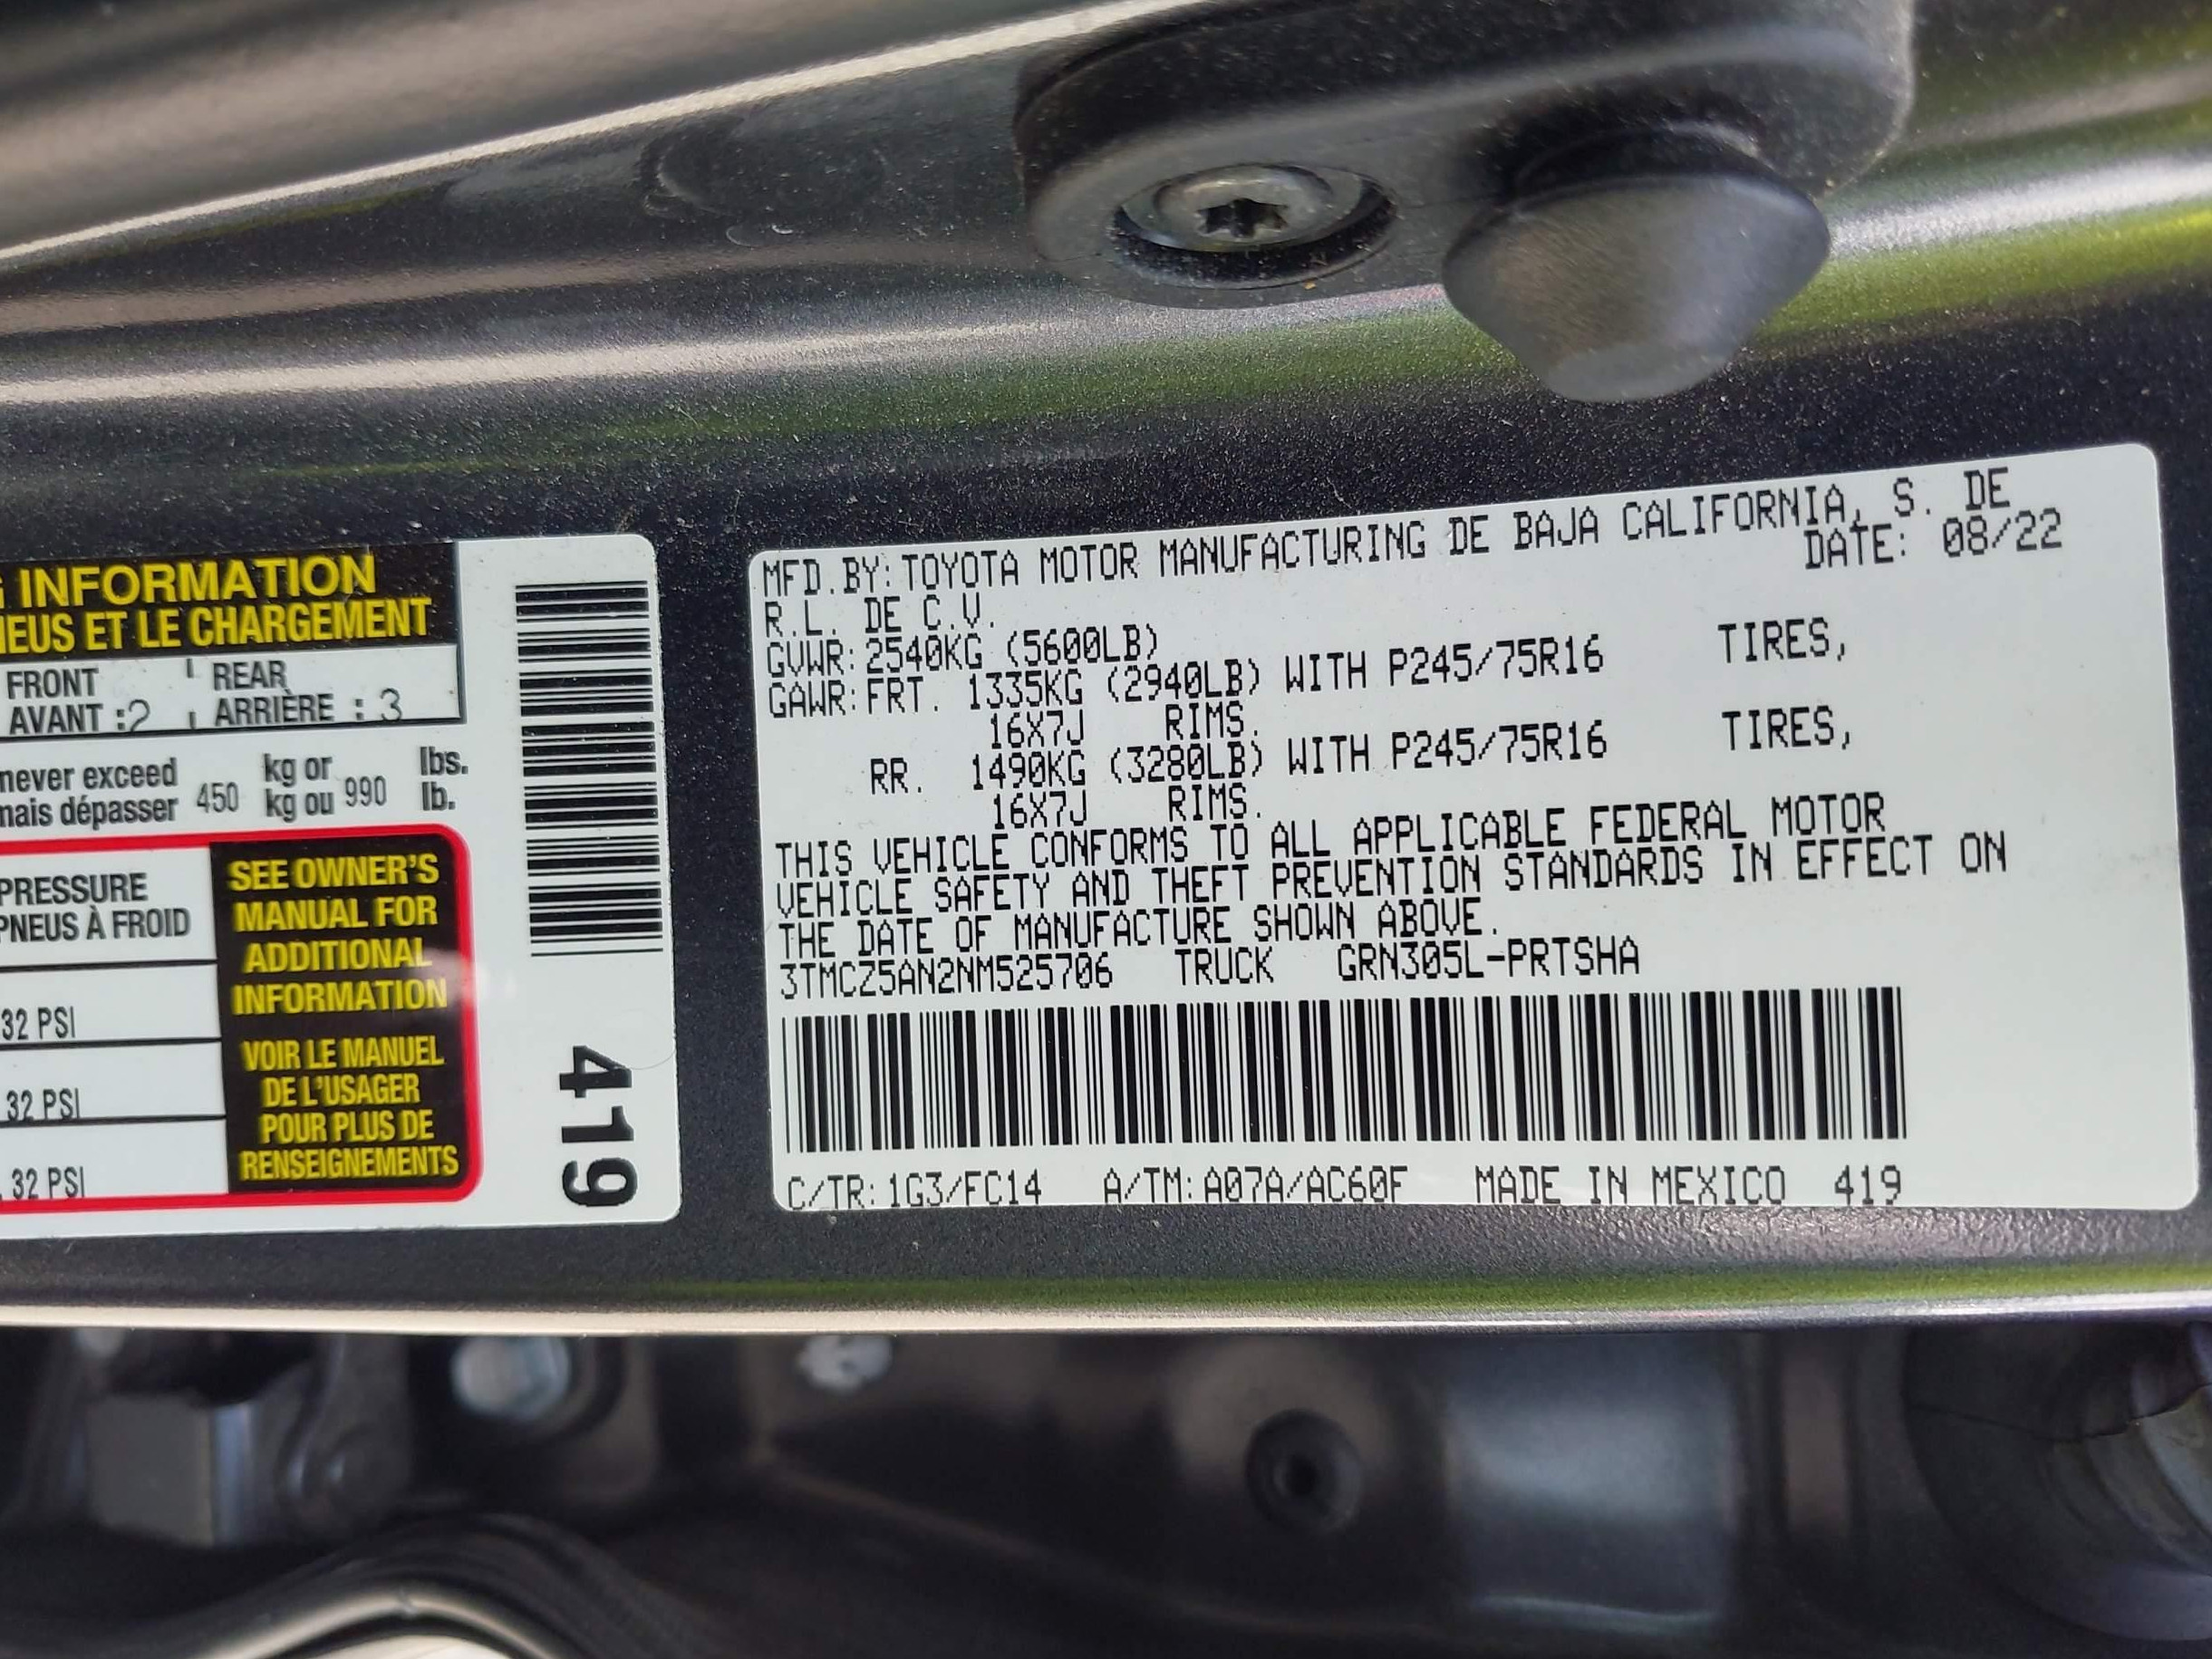 G INFORMATION
NEUS ET LE CHARGEMENT
FRONT REAR
AVANT :2 ARRIÈRE : 3
never exceed 450 kg or 990 lbs.
mais dépasser kg ou lb.
PRESSURE
PNEUS À FROID
32 PSI
32 PSI
32 PSI
SEE OWNER'S
MANUAL FOR
ADDITIONAL
INFORMATION
VOIR LE MANUEL
DE L'USAGER
POUR PLUS DE
RENSEIGNEMENTS
419
MFD.BY:TOYOTA MOTOR MANUFACTURING DE BAJA CALIFORNIA, S. DE
R.L. DE C.V. DATE: 08/22
GVWR:2540KG (5600LB)
GAWR:FRT. 1335KG (2940LB) WITH P245/75R16 TIRES,
16X7J RIMS.
RR. 1490KG (3280LB) WITH P245/75R16 TIRES,
16X7J RIMS.
THIS VEHICLE CONFORMS TO ALL APPLICABLE FEDERAL MOTOR
VEHICLE SAFETY AND THEFT PREVENTION STANDARDS IN EFFECT ON
THE DATE OF MANUFACTURE SHOWN ABOVE.
3TMCZ5AN2NM525706 TRUCK GRN305L-PRTSHA
C/TR:1G3/FC14 A/TM:A07A/AC60F MADE IN MEXICO 419